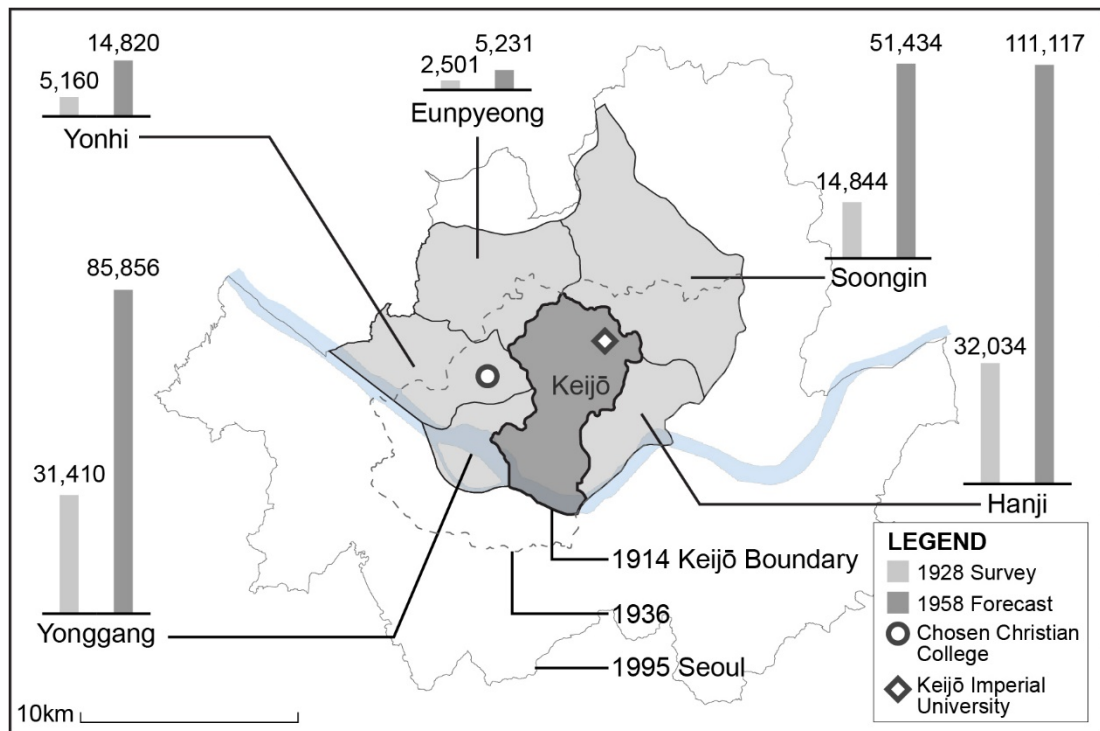 5,160
14,820
Yonhi
2,501
5,231
Eunpyeong
14,844
51,434
Soongin
32,034
111,117
Hanji
31,410
85,856
Yonggang
Keijō
1914 Keijō Boundary
1936
1995 Seoul
10km
LEGEND
1928 Survey
1958 Forecast
Chosen Christian
College
Keijō Imperial
University